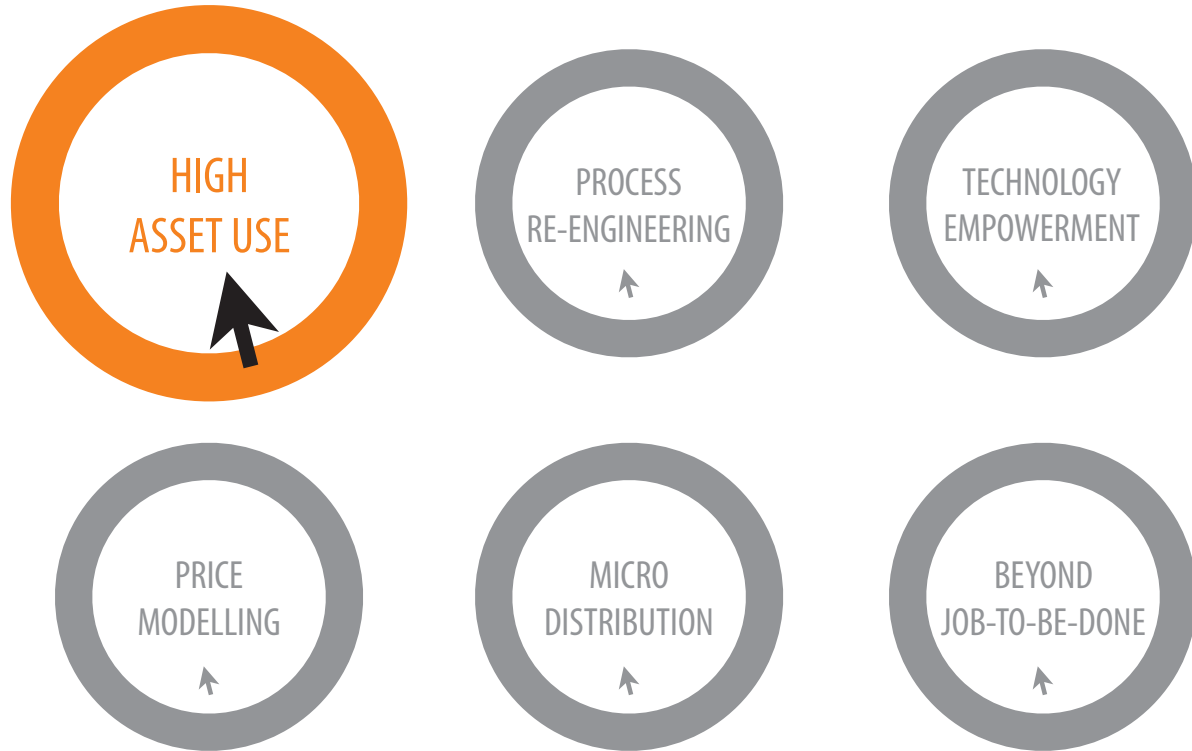 HIGH
ASSET USE
PROCESS
RE-ENGINEERING
TECHNOLOGY
EMPOWERMENT
PRICE
MODELLING
MICRO
DISTRIBUTION
BEYOND
JOB-TO-BE-DONE